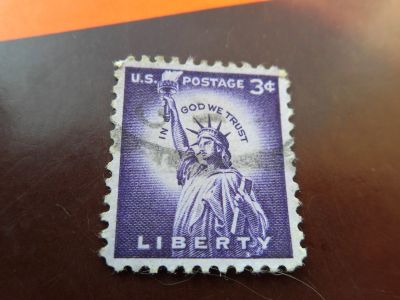 U.S. POSTAGE 3¢
IN GOD WE TRUST
LIBERTY